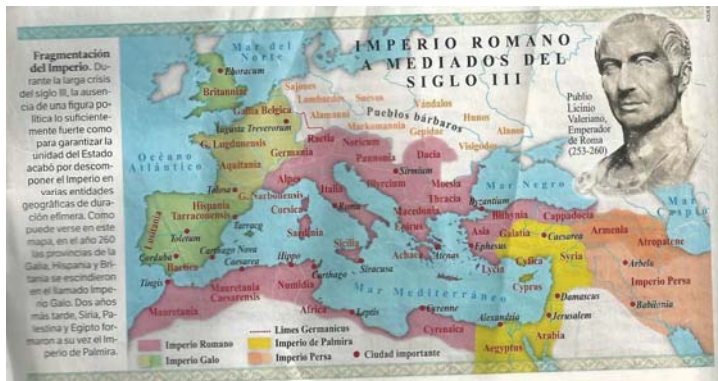 Fragmentación
del Imperio. Du-
rante la larga crisis
del siglo III, la ausen-
cia de una figura po-
lítica lo suficiente-
mente fuerte como
para garantizar la
unidad del Estado
acabó por descom-
poner el Imperio en
varias entidades
geográficas de dura-
ción efímera. Como
puede verse en este
mapa, en el año 260
las provincias de la
Galia, Hispania y Bri-
tania se escindieron
en el llamado Impe-
rio Galo. Dos años
más tarde, Siria, Pa-
lestina y Egipto for-
maron a su vez el Im-
perio de Palmira.
IMPERIO ROMANO
A MEDIADOS DEL
SIGLO III
Publio
Licinio
Valeriano,
Emperador
de Roma
(253-260)
Mar del
Norte
Eboracum
Britanniae
Sajones
Lombardos
Suevos
Vándalos
Hunos
Alanos
Alamanni
Pueblos bárbaros
Markomannia
Gepidae
Visigodos
Gallia Belgica
Augusta Treverorum
G. Lugdunensis
Germania
Raetia
Noricum
Pannonia
Dacia
Océano
Atlántico
Aquitania
Alpes
Sirmium
Tolosa
G. Narbonensis
Italia
Illyricum
Moesia
Mar Negro
Mar
Caspio
Hispania
Tarraconensis
Corsica
Roma
Thracia
Byzantium
Macedonia
Bithynia
Cappadocia
Lusitania
Tarraco
Sardinia
Epirus
Asia
Galatia
Caesarea
Armenia
Atropatene
Toletum
Sicilia
Achaea
Atenas
Ephesus
Corduba
Carthago Nova
Hippo
Siracusa
Lycia
Cilicia
Syria
Arbela
Baetica
Caesarea
Carthago
Cyprus
Imperio Persa
Tingis
Mauretania
Caesarensis
Numidia
Mar Mediterráneo
Damascus
Babilonia
Mauretania
Africa
Leptis
Cyrenne
Alexandria
Jerusalem
Cyrenaica
Arabia
Aegyptus
Limes Germanicus
Imperio Romano
Imperio de Palmira
Imperio Galo
Imperio Persa
Ciudad importante